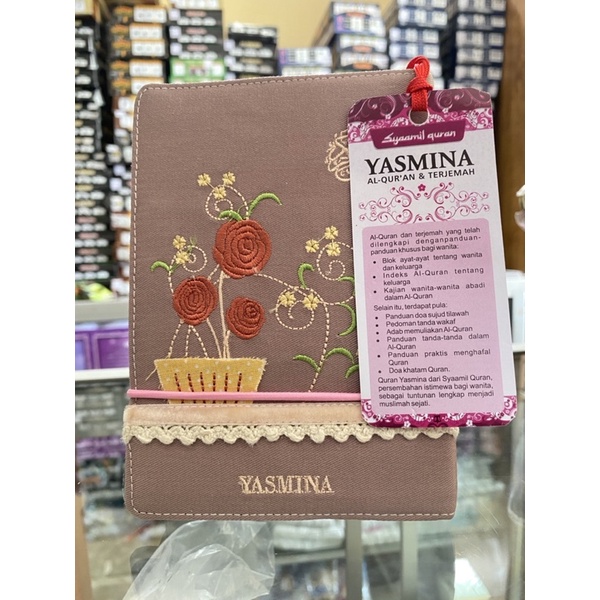 Syaamil quran
YASMINA
AL-QUR'AN & TERJEMAH
Al-Quran dan terjemah yang telah
dilengkapi denganpanduan-
panduan khusus bagi wanita:
• Blok ayat-ayat tentang wanita
dan keluarga
• Indeks Al-Quran tentang
keluarga
• Kajian wanita-wanita abadi
dalam Al-Quran
Selain itu, terdapat pula:
• Panduan doa sujud tilawah
• Pedoman tanda wakaf
• Adab memuliakan Al-Quran
• Panduan tanda-tanda dalam
Al-Quran
• Panduan praktis menghafal
Quran
• Doa khatam Quran.
Quran Yasmina dari Syaamil Quran,
persembahan istimewa bagi wanita,
sebagai tuntunan lengkap menjadi
muslimah sejati.
YASMINA